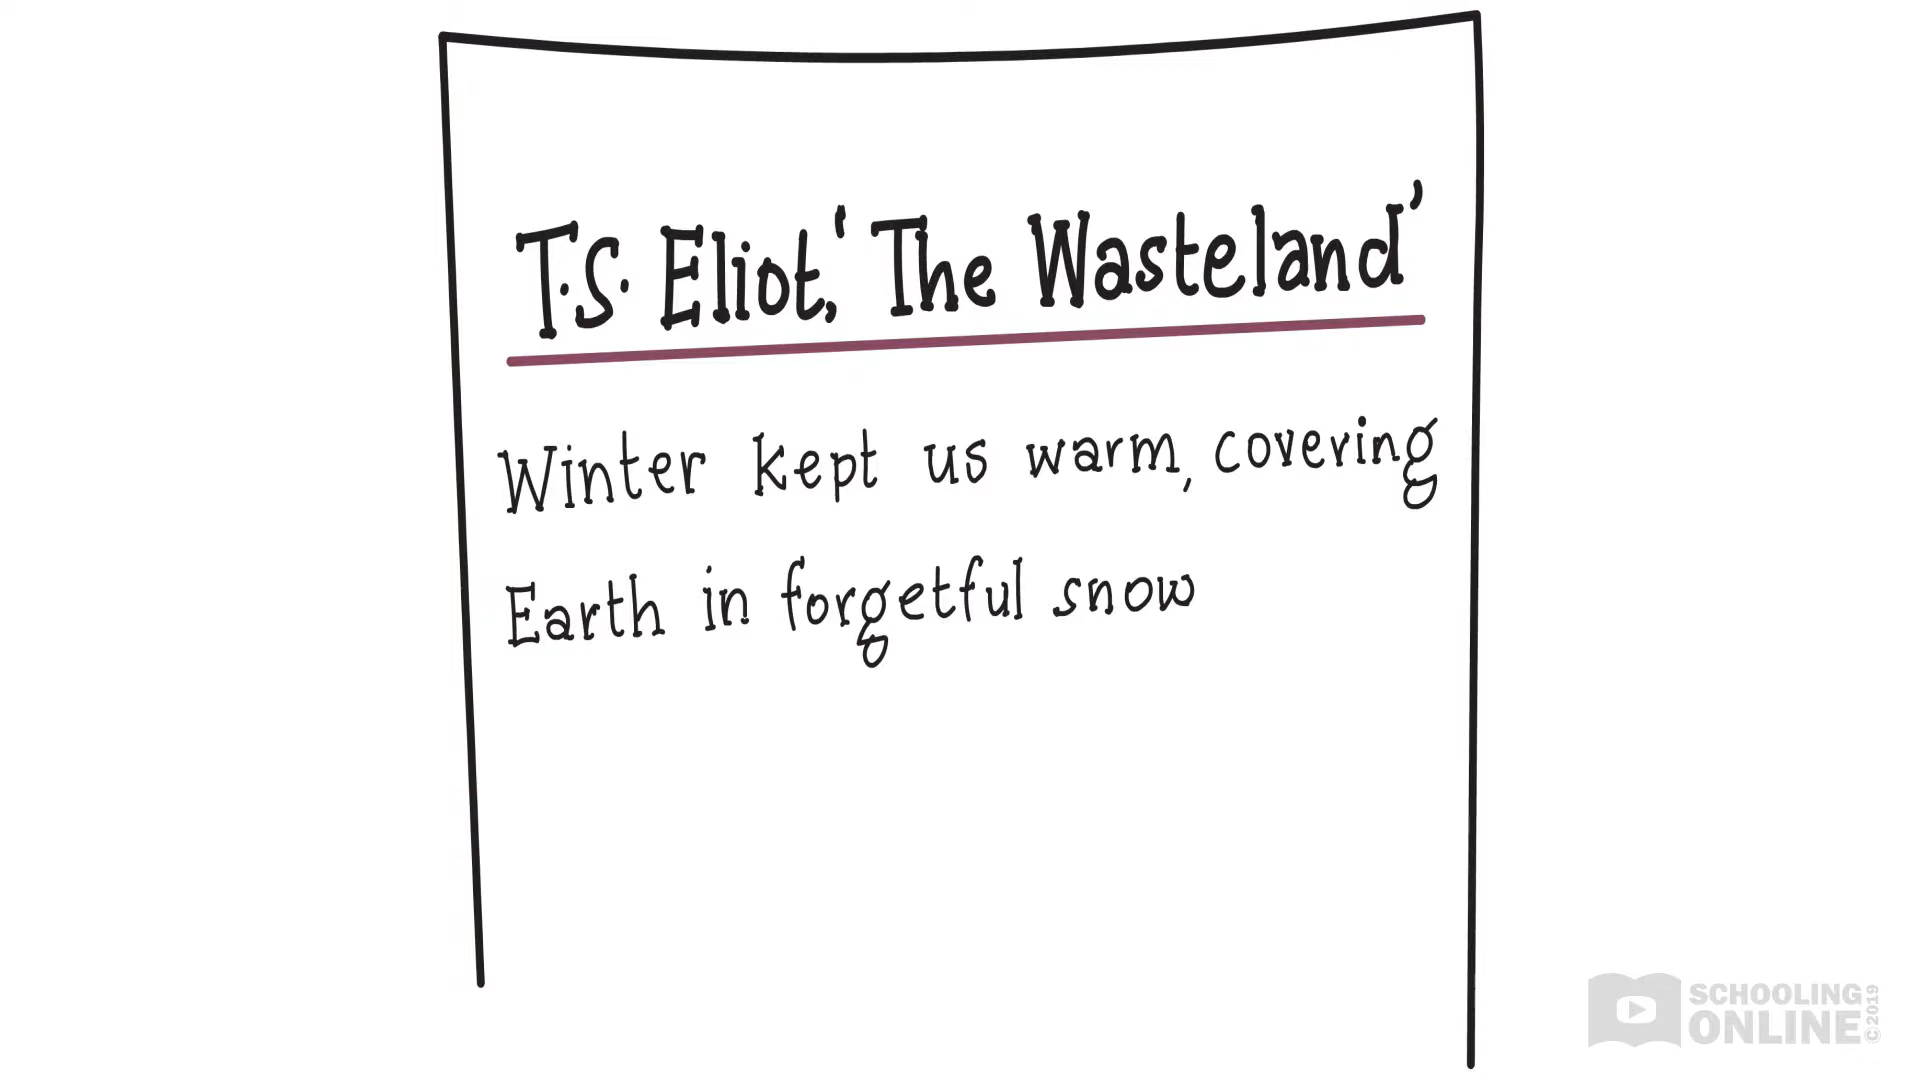 T.S. Eliot, 'The Wasteland'
Winter kept us warm, covering
Earth in forgetful snow
SCHOOLING
ONLINE
©2019